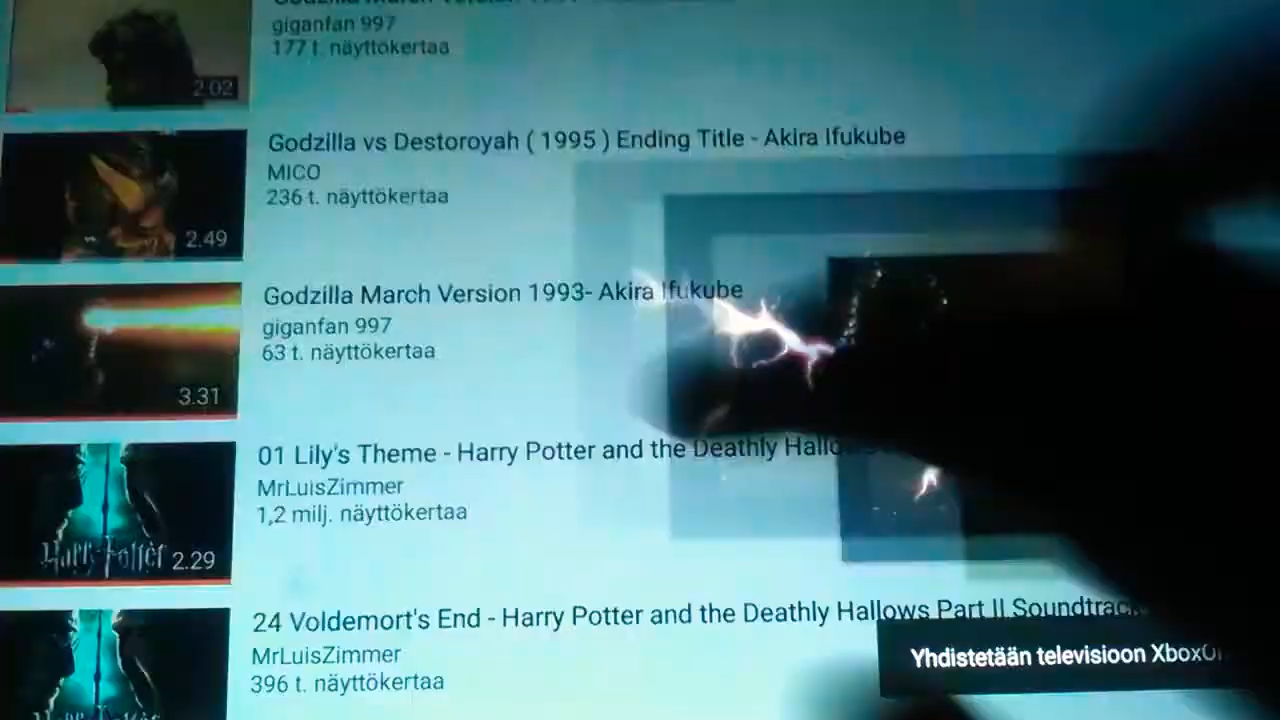 giganfan 997
177 t. näyttökertaa
2.02
Godzilla vs Destoroyah ( 1995 ) Ending Title - Akira Ifukube
MICO
236 t. näyttökertaa
2.49
Godzilla March Version 1993- Akira Ifukube
giganfan 997
63 t. näyttökertaa
3.31
01 Lily's Theme - Harry Potter and the Deathly
MrLuisZimmer
1,2 milj. näyttökertaa
Harry Potter 2.29
24 Voldemort's End - Harry Potter and the Deathly Hallows Part II
MrLuisZimmer
396 t. näyttökertaa
Yhdistetään televisioon